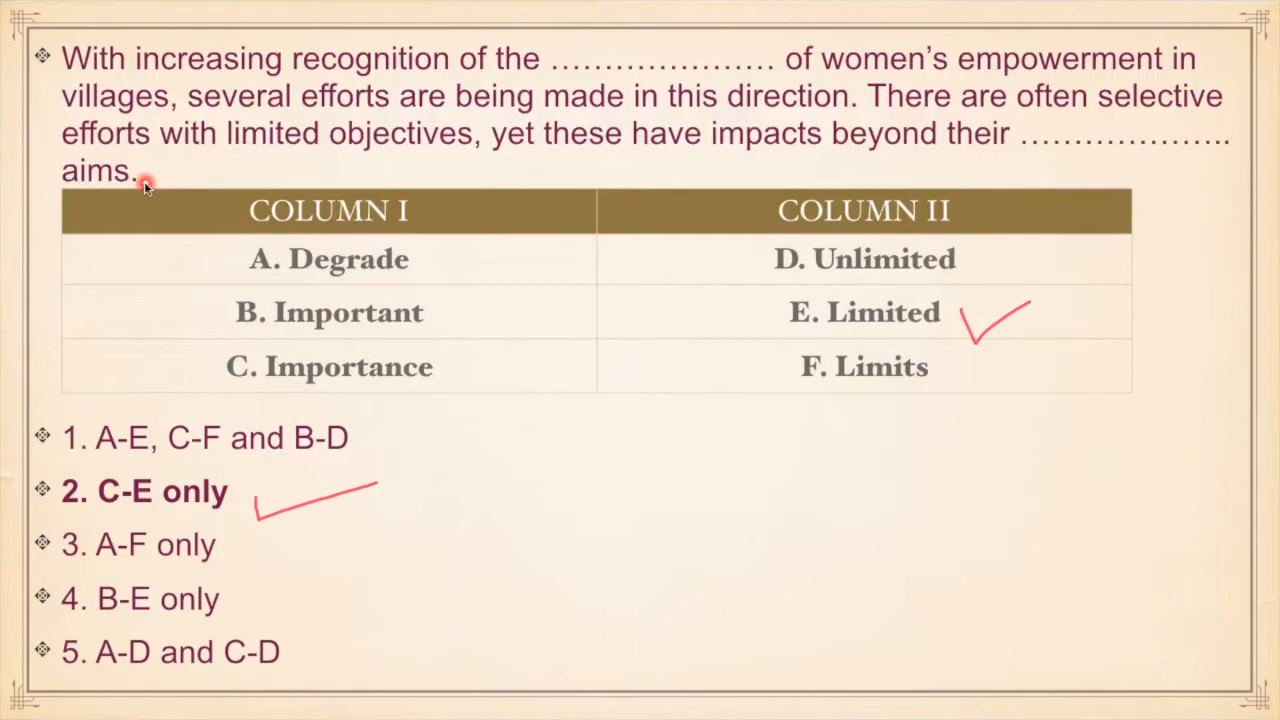 With increasing recognition of the ………………… of women’s empowerment in
villages, several efforts are being made in this direction. There are often selective
efforts with limited objectives, yet these have impacts beyond their ………………..
aims.
COLUMN I COLUMN II
A. Degrade D. Unlimited
B. Important E. Limited
C. Importance F. Limits
1. A-E, C-F and B-D
2. C-E only
3. A-F only
4. B-E only
5. A-D and C-D